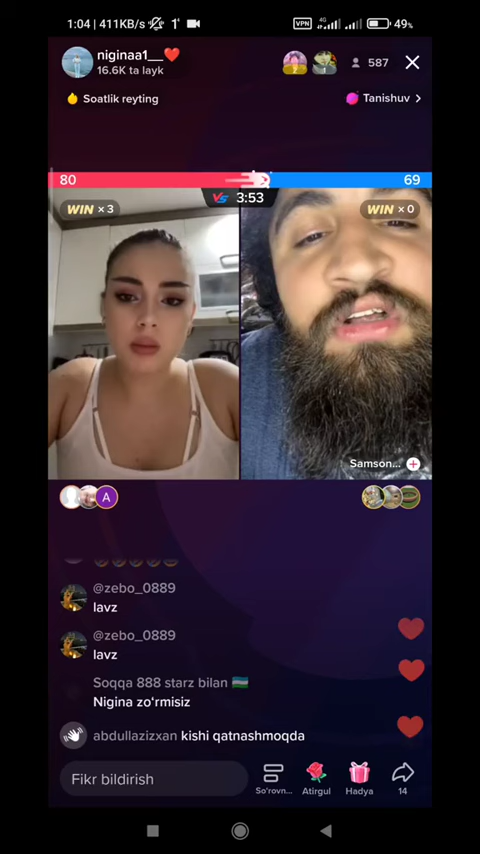 1:04 | 411KB/s
VPN 4G 49%
niginaa1__❤️
16.6K ta layk
587
Soatlik reyting
Tanishuv >
80
69
VS 3:53
WIN × 3
WIN × 0
Samson...
A
@zebo_0889
lavz
@zebo_0889
lavz
Soqqa 888 starz bilan 🇺🇿
Nigina zo‘rmisiz
abdullazizxan kishi qatnashmoqda
Fikr bildirish
So‘rovn...
Atirgul
Hadya
14